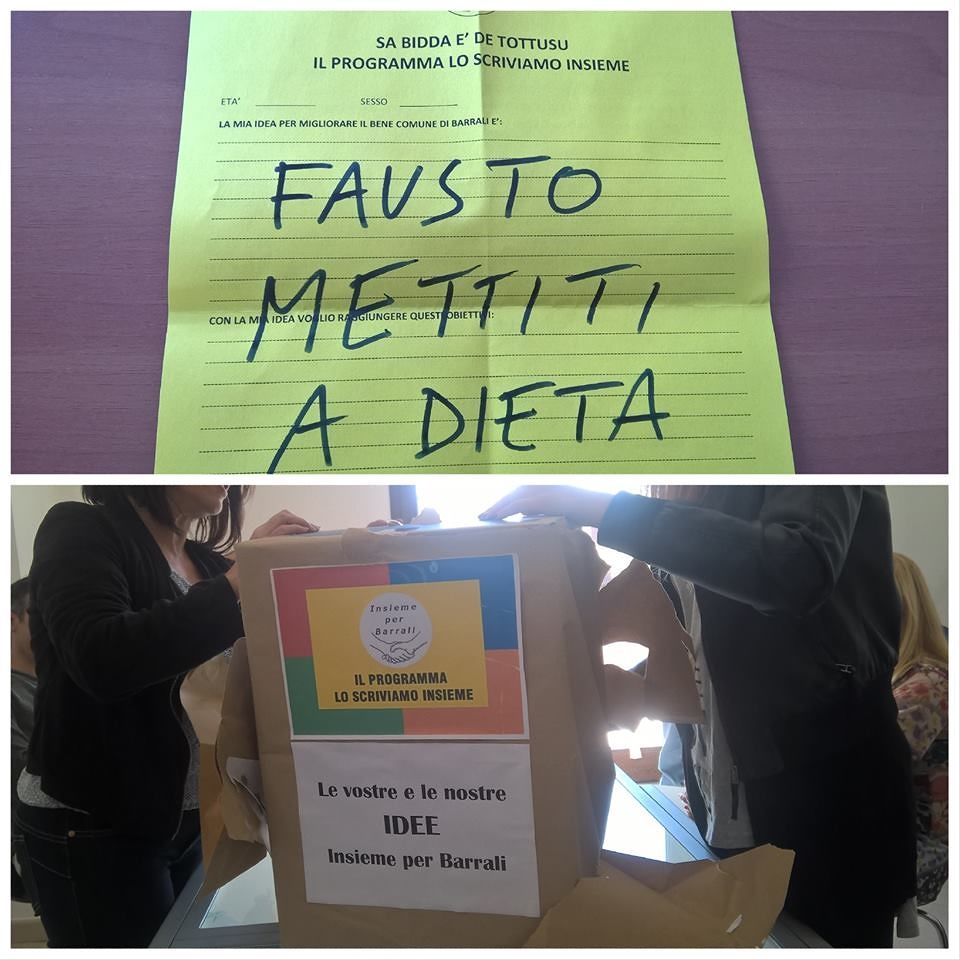 SA BIDDA E' DE TOTTUSU
IL PROGRAMMA LO SCRIVIAMO INSIEME
ETA' __________ SESSO __________
LA MIA IDEA PER MIGLIORARE IL BENE COMUNE DI BARRALI E':
FAUSTO
METTITI
CON LA MIA IDEA VOGLIO RAGGIUNGERE QUESTI OBIETTIVI:
A DIETA
Insieme
per
Barrali
IL PROGRAMMA
LO SCRIVIAMO INSIEME
Le vostre e le nostre
IDEE
Insieme per Barrali